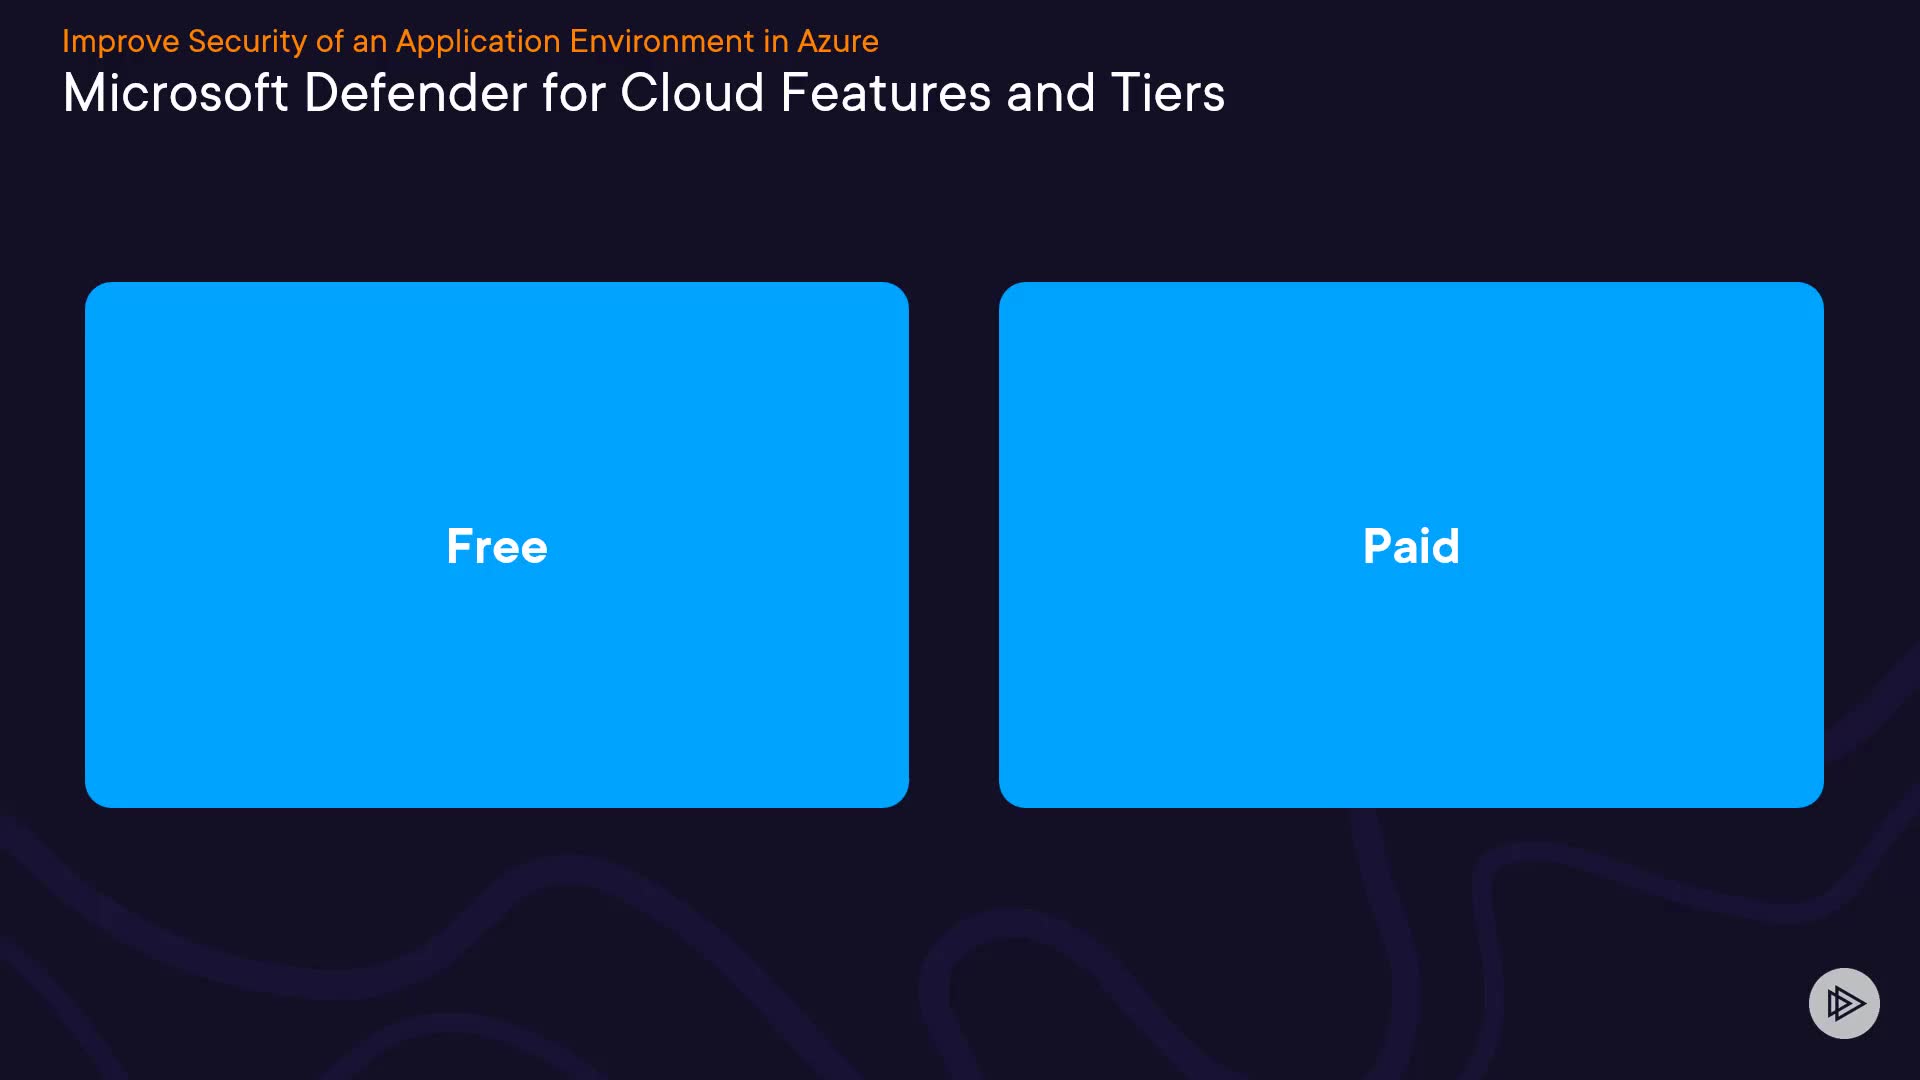 Improve Security of an Application Environment in Azure
Microsoft Defender for Cloud Features and Tiers
Free
Paid